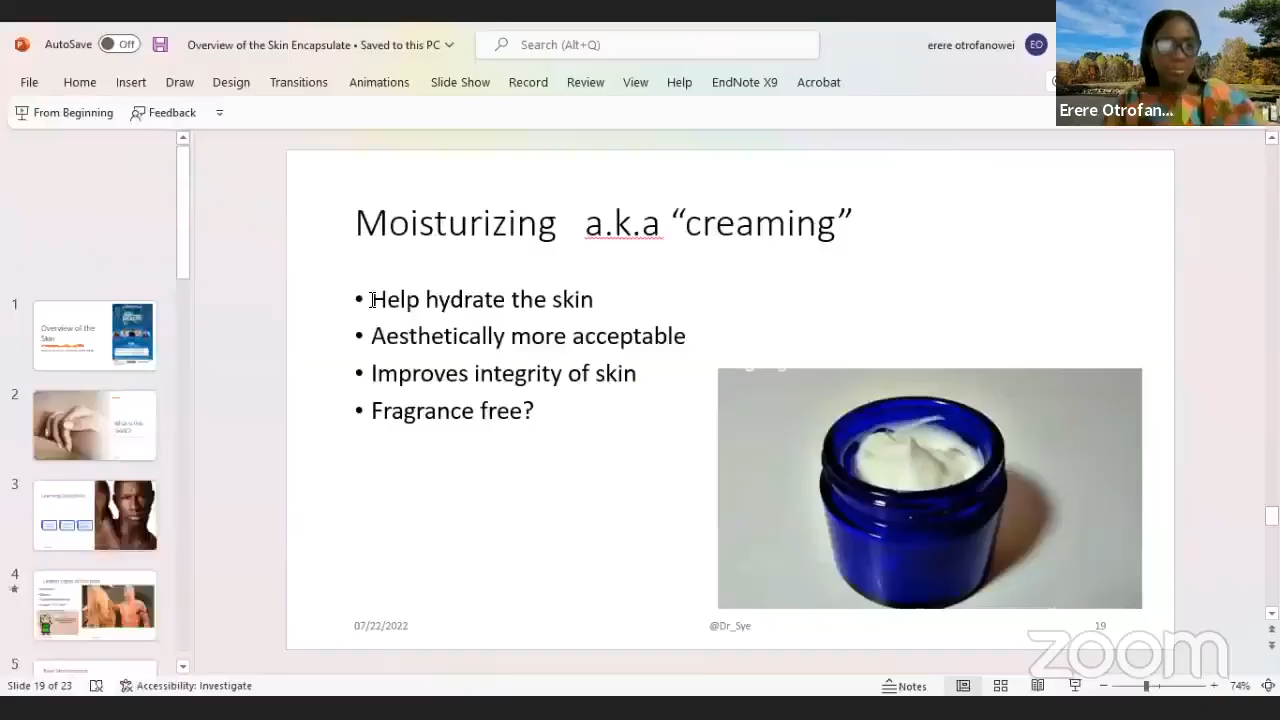 AutoSave Off Overview of the Skin Encapsulate • Saved to this PC Search (Alt+Q) erere otrofanowei EO
File Home Insert Draw Design Transitions Animations Slide Show Record Review View Help EndNote X9 Acrobat
From Beginning Feedback
Erere Otrofan...
Moisturizing a.k.a “creaming”
• Help hydrate the skin
• Aesthetically more acceptable
• Improves integrity of skin
• Fragrance free?
07/22/2022 @Dr_Sye 19
1
Overview of the
Skin
2
3
4
5
zoom
Slide 19 of 23 Accessibility: Investigate Notes 74%